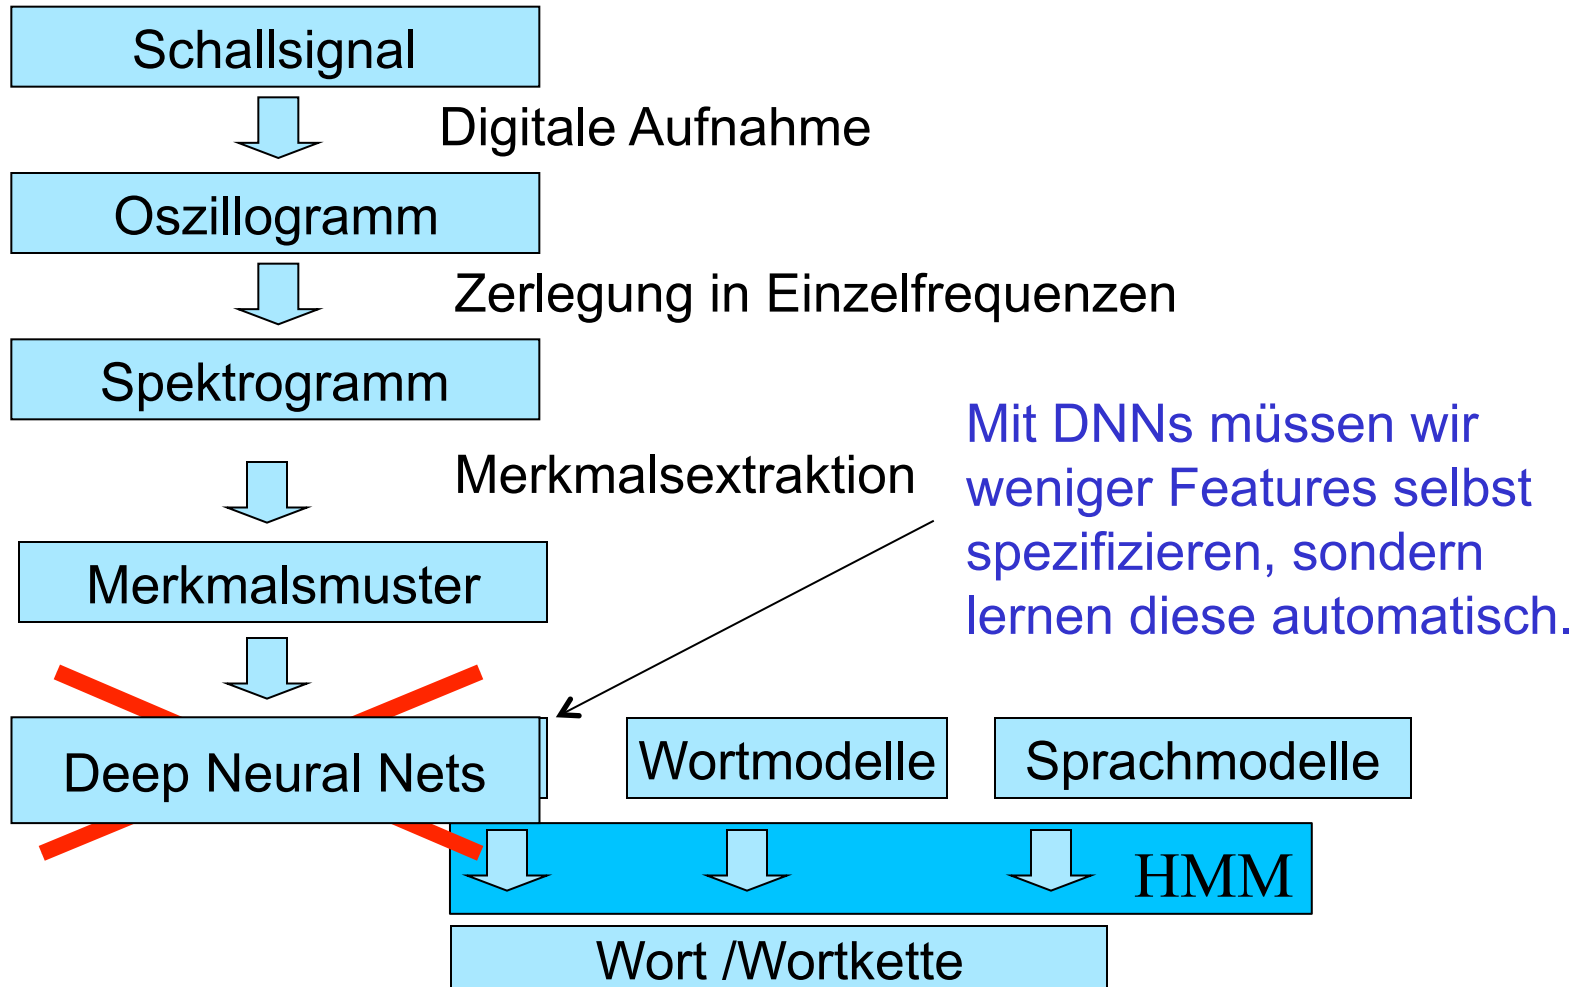 Schallsignal
Digitale Aufnahme
Oszillogramm
Zerlegung in Einzelfrequenzen
Spektrogramm
Merkmalsextraktion
Mit DNNs müssen wir
weniger Features selbst
spezifizieren, sondern
lernen diese automatisch.
Merkmalsmuster
Deep Neural Nets
Wortmodelle
Sprachmodelle
HMM
Wort /Wortkette